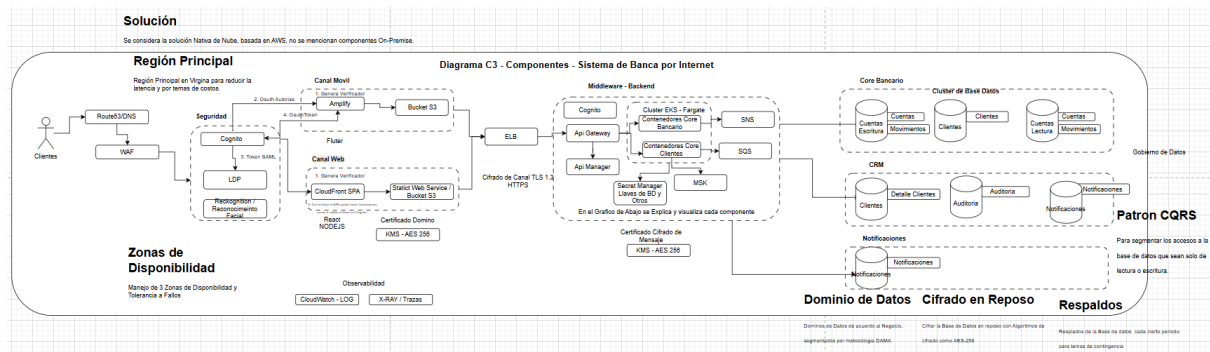 Solución
Se considera la solución Nativa de Nube, basada en AWS, no se mencionan componentes On-Premise.
Región Principal
Región Principal en Virgina para reducir la
latencia y por temas de costos.
Diagrama C3 - Componentes - Sistema de Banca por Internet
Clientes
Route63/DNS
WAF
Seguridad
Cognito
3. Token SAML
LDP
Reckognition /
Reconocimiento
Facial
2. Oauth Autorize
4. OauthToken
Canal Movil
1. Genera Verificador
Amplify
Bucket S3
Fluter
Canal Web
1. Genera Verificador
CloudFront SPA
Statict Web Service /
Bucket S3
React
NODEJS
Certificado Domino
KMS - AES 256
ELB
Cifrado de Canal TLS 1.3
HTTPS
Middleware - Backend
Cognito
Api Gateway
Api Manager
Cluster EKS - Fargate
Contenedores Core
Bancario
Contenedores Core
Clientes
SNS
SQS
Secret Manager
Llaves de BD y
Otros
MSK
En el Grafico de Abajo se Explica y visualiza cada componente
Certificado Cifrado de
Mensaje
KMS - AES 256
Core Bancario
Cluster de Base Datos
Cuentas
Escritura
Cuentas
Movimientos
Clientes
Clientes
Cuentas
Lectura
Cuentas
Movimientos
Gobierno de Datos
CRM
Clientes
Detalle Clientes
Auditoria
Auditoria
Notificaciones
Notificaciones
Patron CQRS
Para segmentar los accesos a la
base de datos que sean solo de
lectura o escritura.
Notificaciones
Notificaciones
Notificaciones
Zonas de
Disponibilidad
Manejo de 3 Zonas de Disponibilidad y
Tolerancia a Fallos
Observabilidad
CloudWatch - LOG
X-RAY / Trazas
Dominio de Datos
Dominos de Datos de acuerdo al Negocio,
segmentados por metodologia DAMA
Cifrado en Reposo
Cifrar la Base de Datos en reposo con Algoritmos de
cifrado como AES-256
Respaldos
Resplados de la Base de datos cada cierto periodo
para temas de contingencia